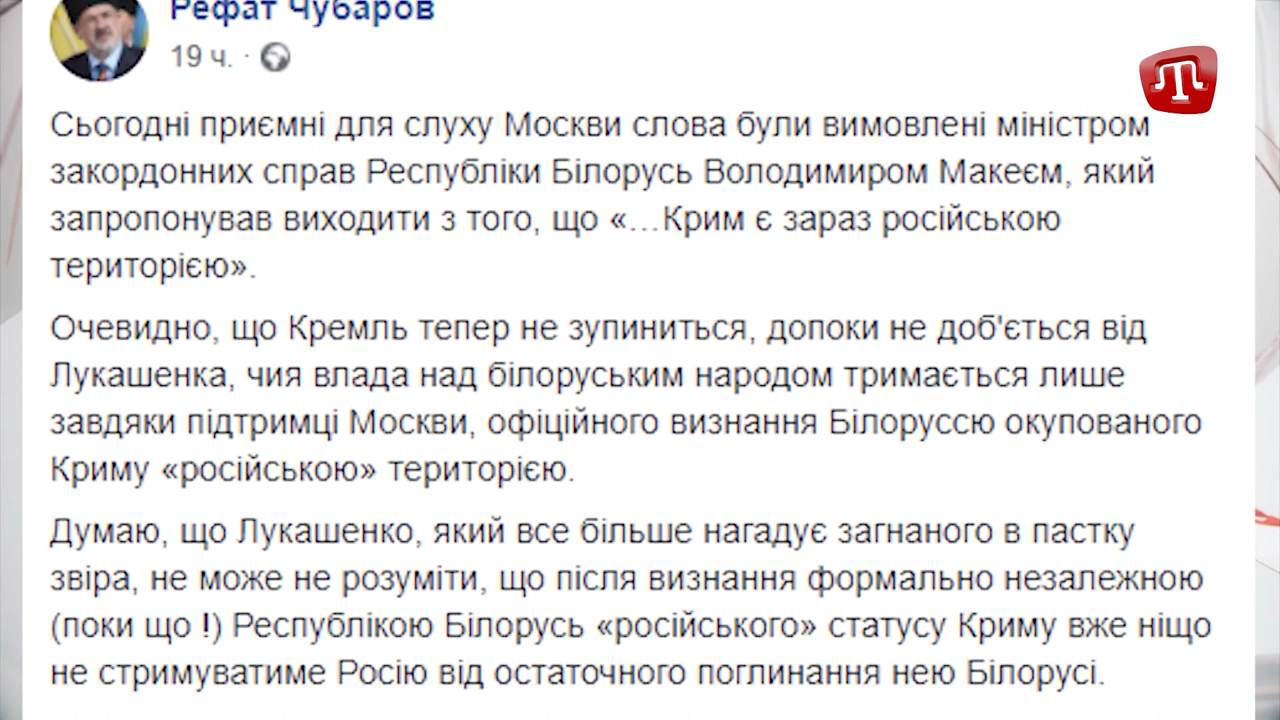 Рефат Чубаров
19 ч. ·
Сьогодні приємні для слуху Москви слова були вимовлені міністром
закордонних справ Республіки Білорусь Володимиром Макеєм, який
запропонував виходити з того, що «…Крим є зараз російською
територією».
Очевидно, що Кремль тепер не зупиниться, допоки не доб'ється від
Лукашенка, чия влада над білоруським народом тримається лише
завдяки підтримці Москви, офіційного визнання Білоруссю окупованого
Криму «російською» територією.
Думаю, що Лукашенко, який все більше нагадує загнаного в пастку
звіра, не може не розуміти, що після визнання формально незалежною
(поки що !) Республікою Білорусь «російського» статусу Криму вже ніщо
не стримуватиме Росію від остаточного поглинання нею Білорусі.